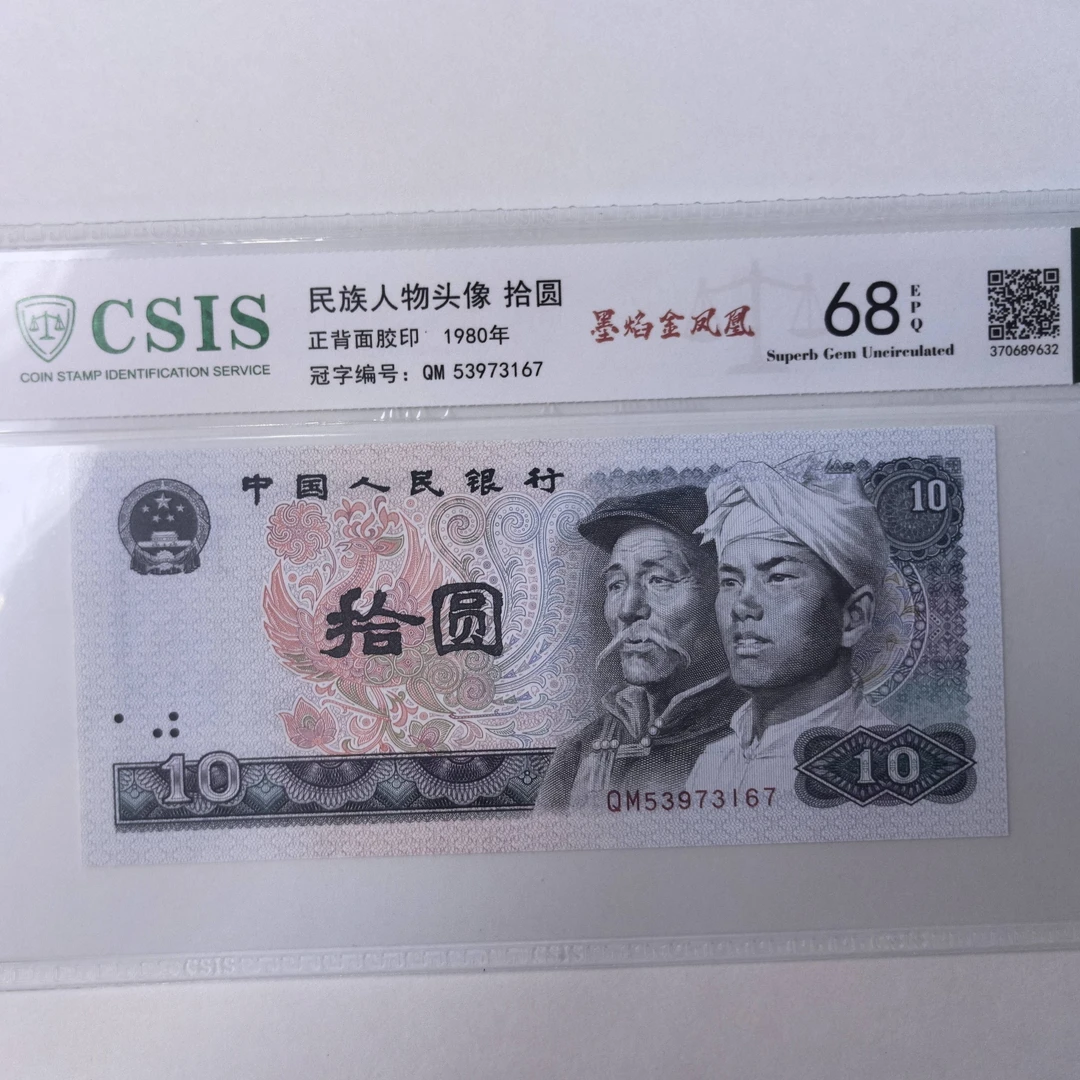 CSIS
COIN STAMP IDENTIFICATION SERVICE
民族人物头像 拾圆
正背面胶印 1980年
冠字编号：QM 53973167
墨焰金凤凰
68
EPQ
Superb Gem Uncirculated
370689632
中国人民银行
10
拾圆
10
QM53973167
10
CSIS
CSIS